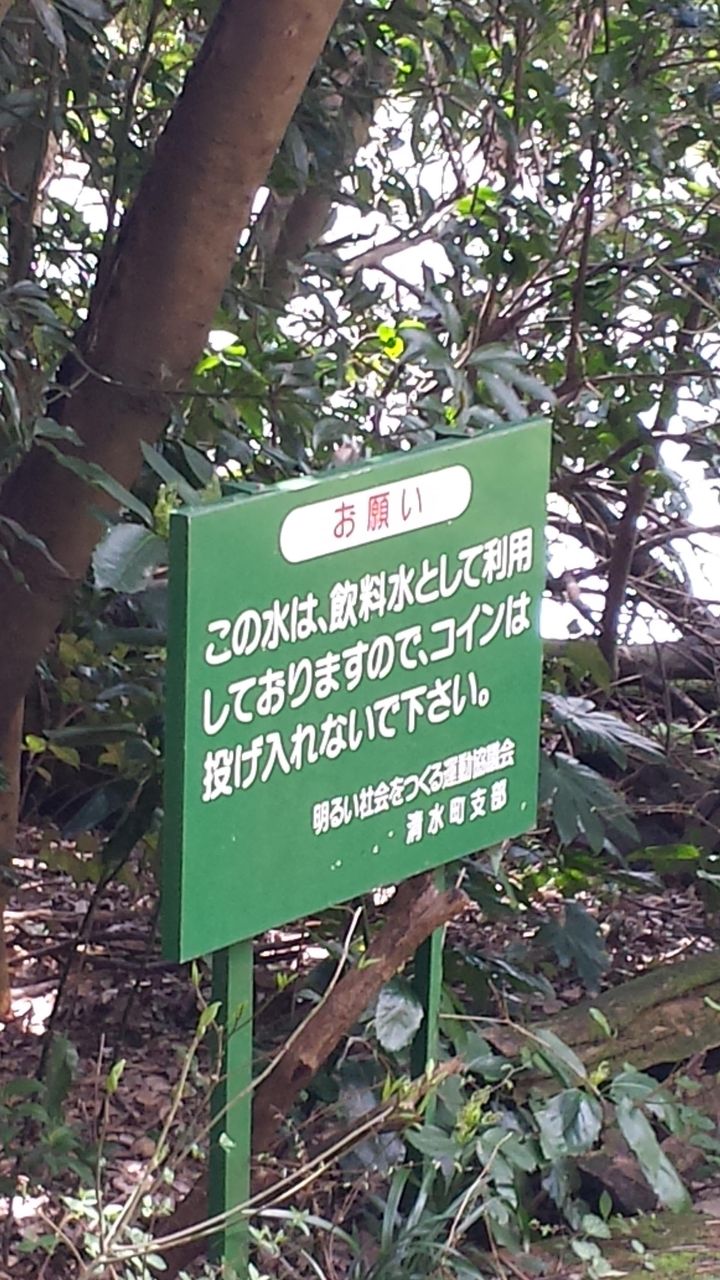 お願い
この水は、飲料水として利用
しておりますので、コインは
投げ入れないで下さい。
明るい社会をつくる運動協議会
清水町支部